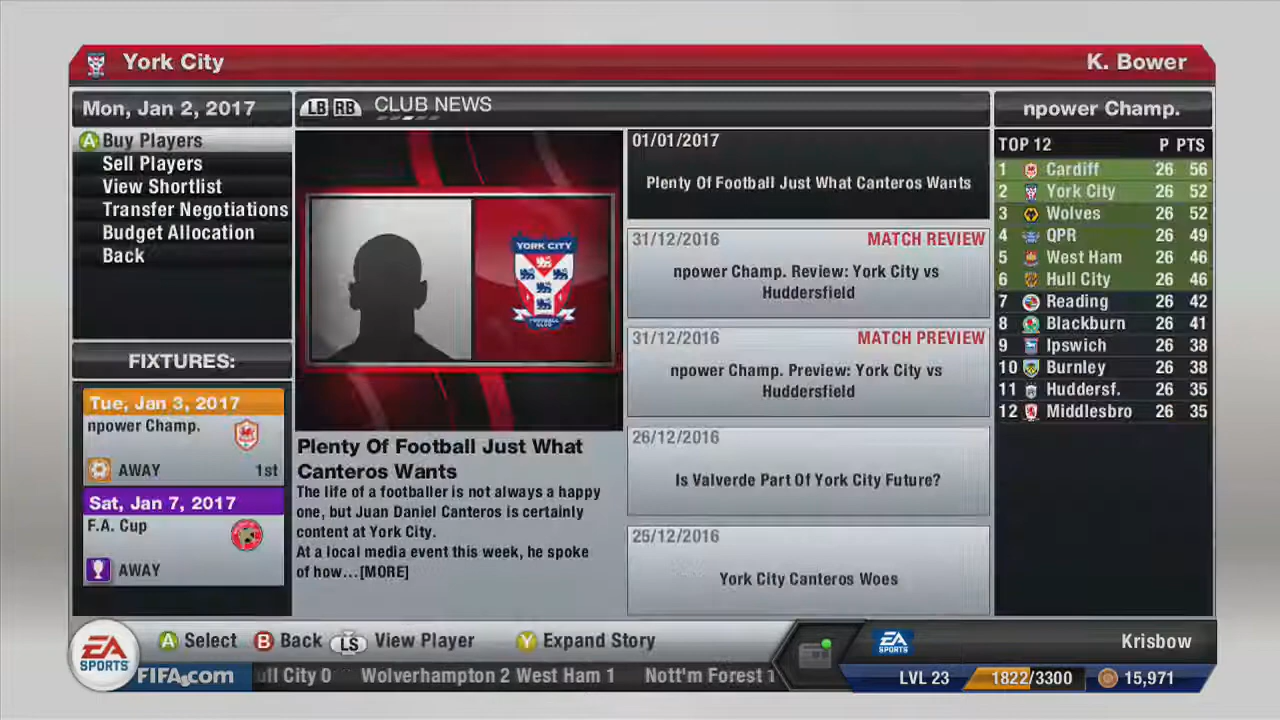 York City
K. Bower
Mon, Jan 2, 2017
LB RB CLUB NEWS
npower Champ.
A Buy Players
Sell Players
View Shortlist
Transfer Negotiations
Budget Allocation
Back
FIXTURES:
Tue, Jan 3, 2017
npower Champ.
AWAY 1st
Sat, Jan 7, 2017
F.A. Cup
AWAY
YORK CITY
FOOTBALL CLUB
Plenty Of Football Just What
Canteros Wants
The life of a footballer is not always a happy
one, but Juan Daniel Canteros is certainly
content at York City.
At a local media event this week, he spoke
of how...[MORE]
01/01/2017
Plenty Of Football Just What Canteros Wants
31/12/2016 MATCH REVIEW
npower Champ. Review: York City vs
Huddersfield
31/12/2016 MATCH PREVIEW
npower Champ. Preview: York City vs
Huddersfield
26/12/2016
Is Valverde Part Of York City Future?
25/12/2016
York City Canteros Woes
TOP 12 P PTS
1 Cardiff 26 56
2 York City 26 52
3 Wolves 26 52
4 QPR 26 49
5 West Ham 26 46
6 Hull City 26 46
7 Reading 26 42
8 Blackburn 26 41
9 Ipswich 26 38
10 Burnley 26 38
11 Huddersf. 26 35
12 Middlesbro 26 35
EA SPORTS
A Select B Back LS View Player Y Expand Story
EA SPORTS
Krisbow
FIFA.com
ull City 0 Wolverhampton 2 West Ham 1 Nott'm Forest 1
LVL 23 1822/3300 15,971